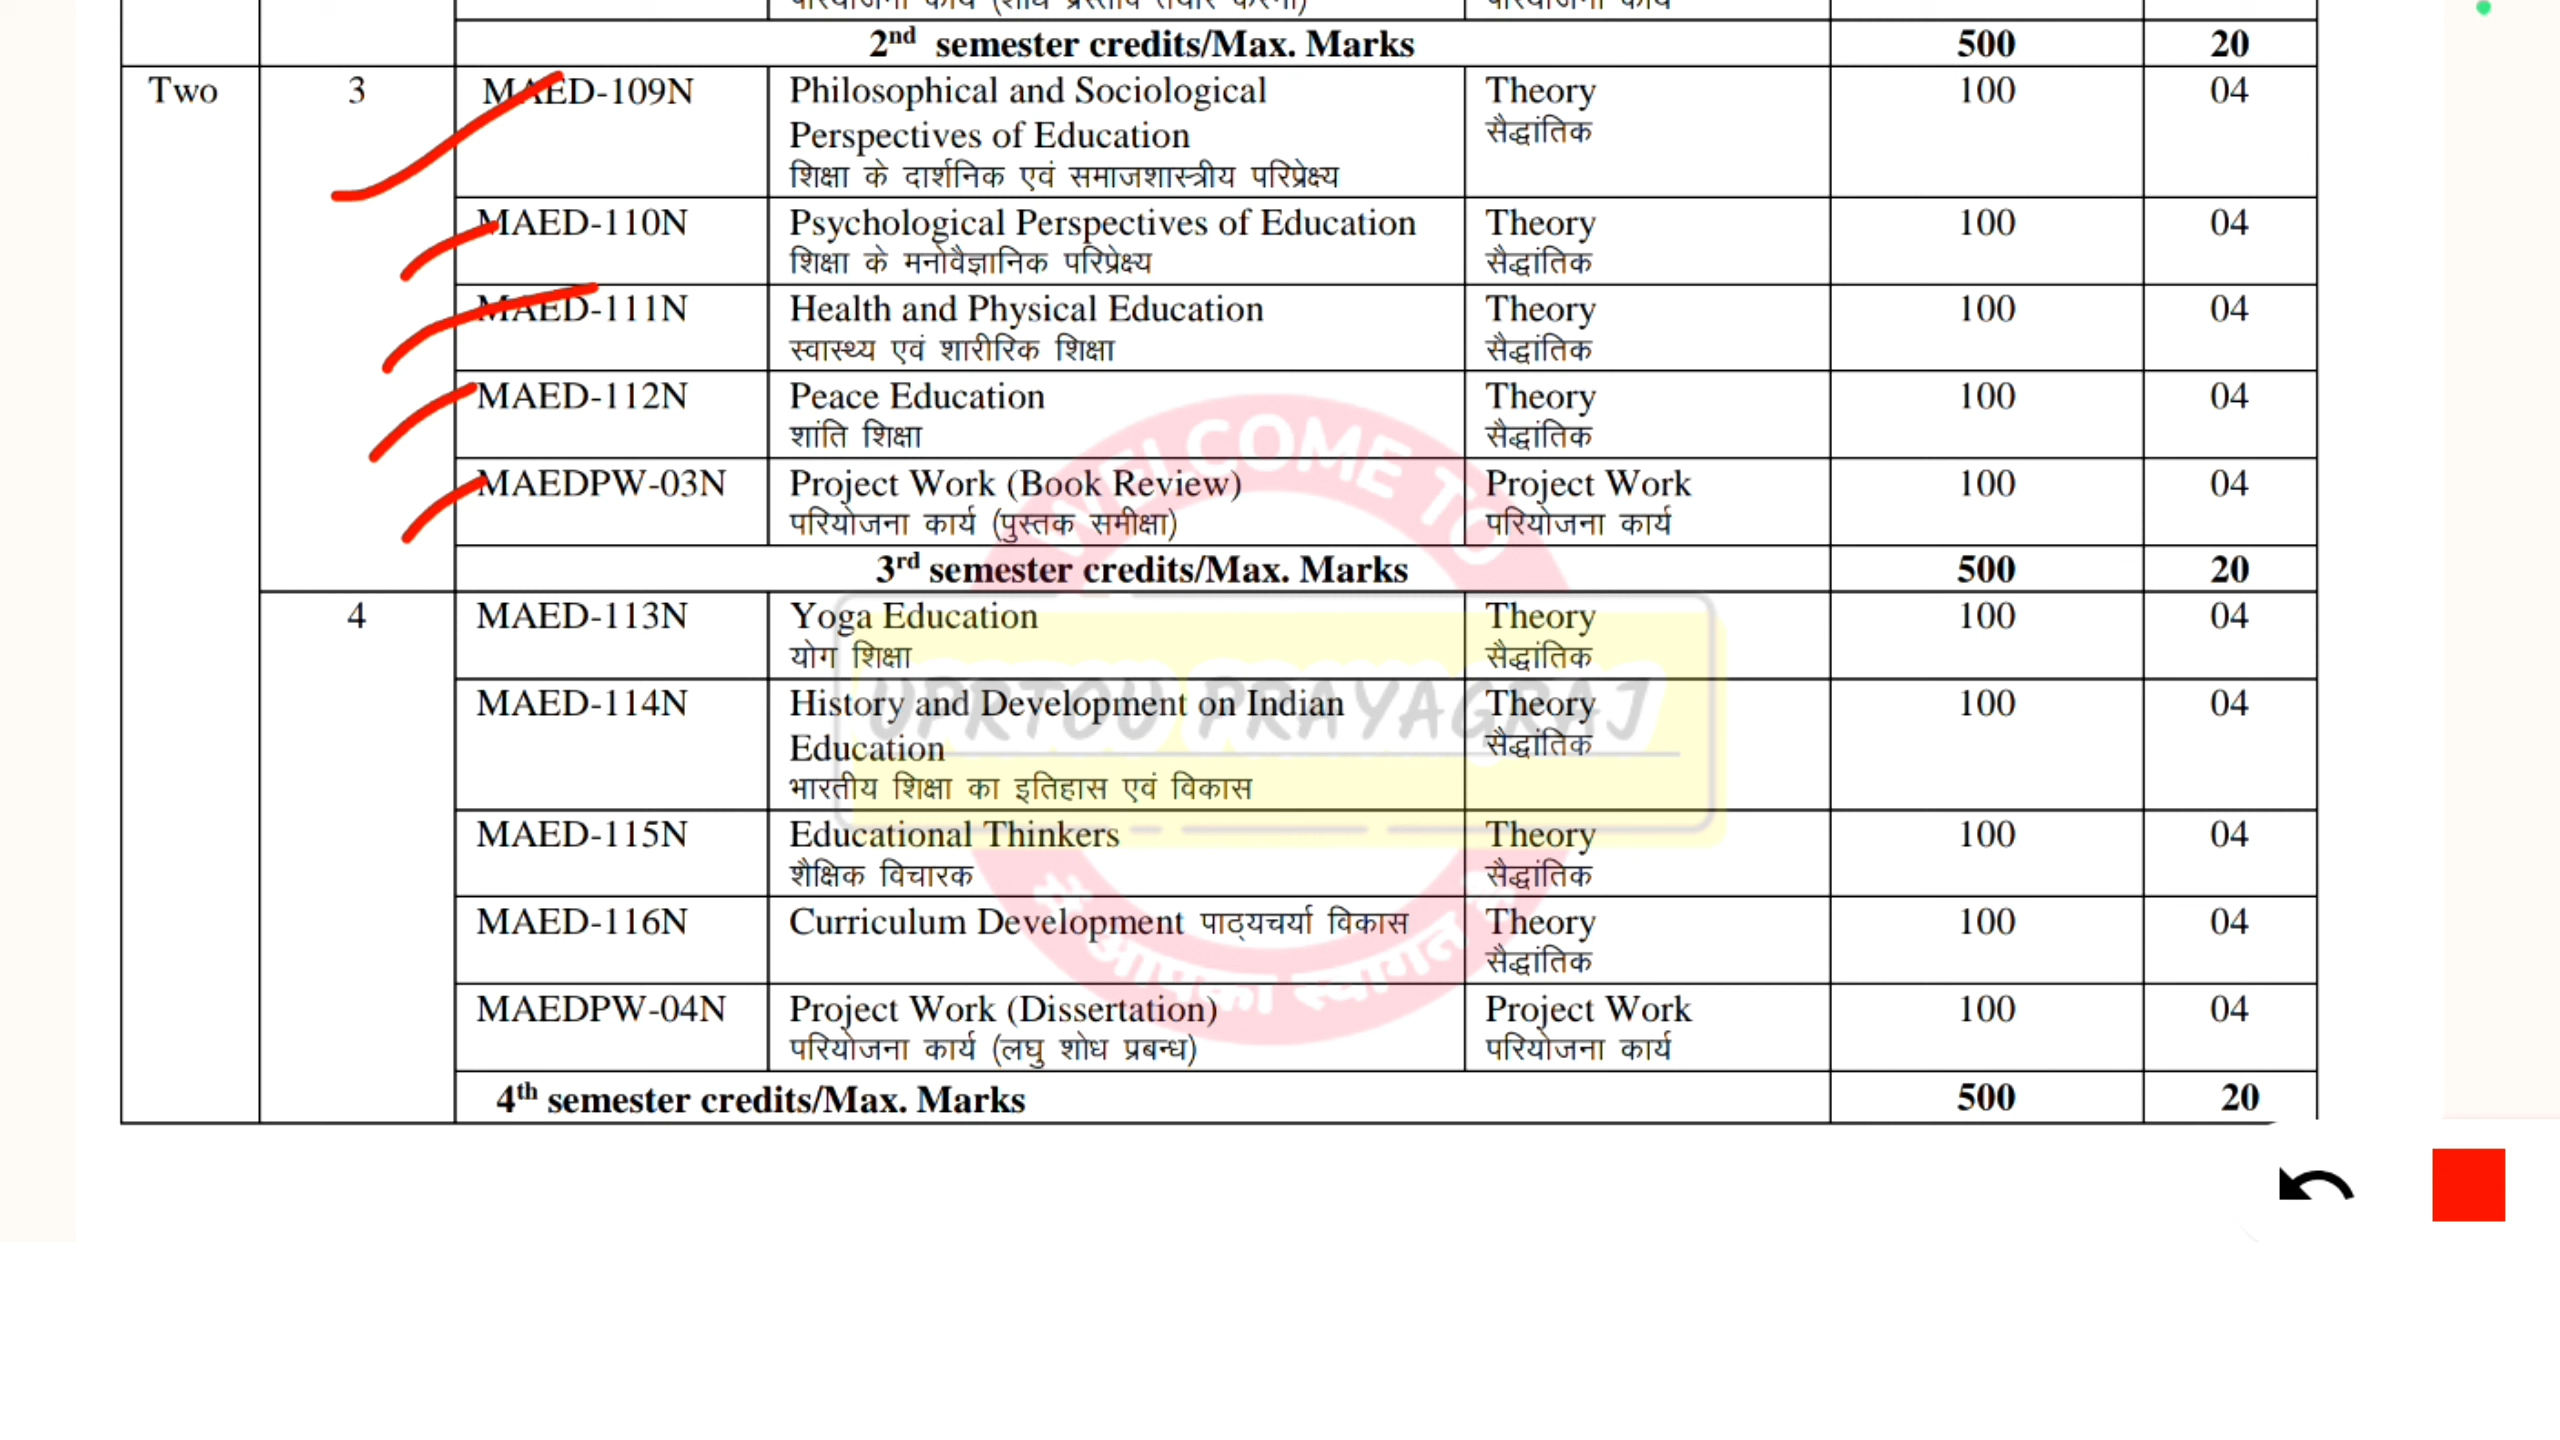 2nd semester credits/Max. Marks 500 20
Two 3 MAED-109N Philosophical and Sociological Theory 100 04
Perspectives of Education सैद्धांतिक
शिक्षा के दार्शनिक एवं समाजशास्त्रीय परिप्रेक्ष्य
MAED-110N Psychological Perspectives of Education Theory 100 04
शिक्षा के मनोवैज्ञानिक परिप्रेक्ष्य सैद्धांतिक
MAED-111N Health and Physical Education Theory 100 04
स्वास्थ्य एवं शारीरिक शिक्षा सैद्धांतिक
MAED-112N Peace Education Theory 100 04
शांति शिक्षा सैद्धांतिक
MAEDPW-03N Project Work (Book Review) Project Work 100 04
परियोजना कार्य (पुस्तक समीक्षा) परियोजना कार्य
3rd semester credits/Max. Marks 500 20
4 MAED-113N Yoga Education Theory 100 04
योग शिक्षा सैद्धांतिक
MAED-114N History and Development on Indian Theory 100 04
Education सैद्धांतिक
भारतीय शिक्षा का इतिहास एवं विकास
MAED-115N Educational Thinkers Theory 100 04
शैक्षिक विचारक सैद्धांतिक
MAED-116N Curriculum Development पाठ्यचर्या विकास Theory 100 04
सैद्धांतिक
MAEDPW-04N Project Work (Dissertation) Project Work 100 04
परियोजना कार्य (लघु शोध प्रबन्ध) परियोजना कार्य
4th semester credits/Max. Marks 500 20
WELCOME TO
UPRTOU PRAYAGRAJ